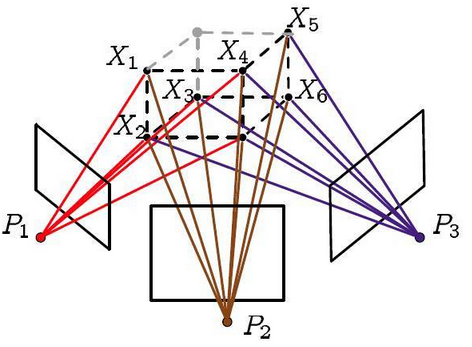 X₅
X₁
X₄
X₃
X₆
X₂
P₁
P₃
P₂